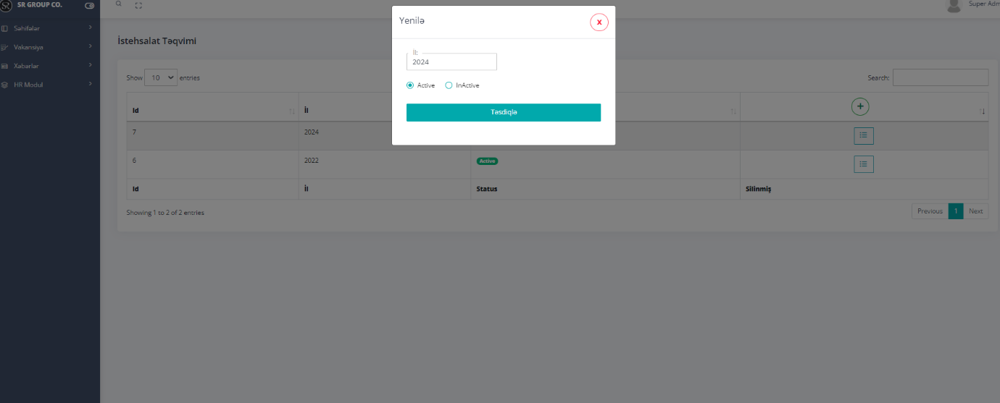 SR GROUP CO.
Super Adm
Səhifələr
Vakansiya
Xəbərlər
HR Modul
İstehsalat Təqvimi
Show 10 entries
Search:
Id İl
7 2024
6 2022 Active
Id İl Status Silinmiş
Showing 1 to 2 of 2 entries
Previous 1 Next
Yenilə
X
İl:
2024
Active InActive
Təsdiqlə